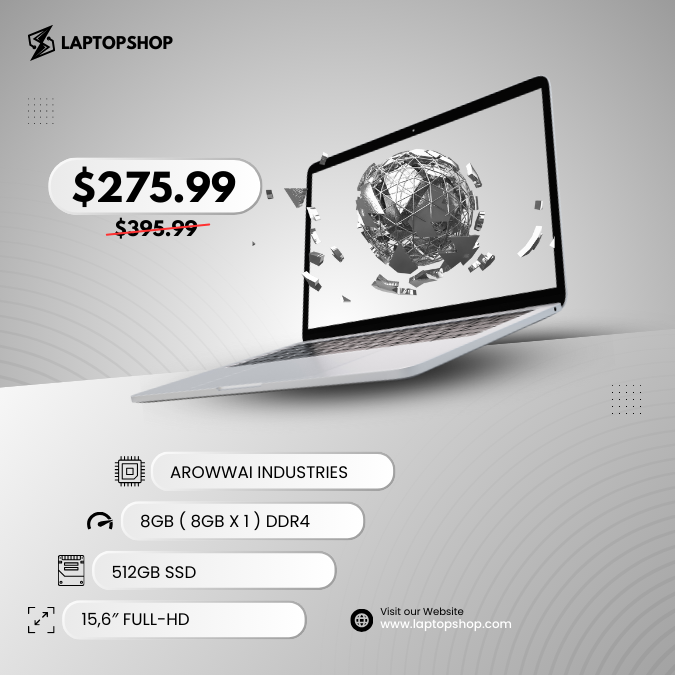 LAPTOPSHOP
$275.99
$395.99
AROWWAI INDUSTRIES
8GB ( 8GB X 1 ) DDR4
512GB SSD
15,6″ FULL-HD
Visit our Website
www.laptopshop.com